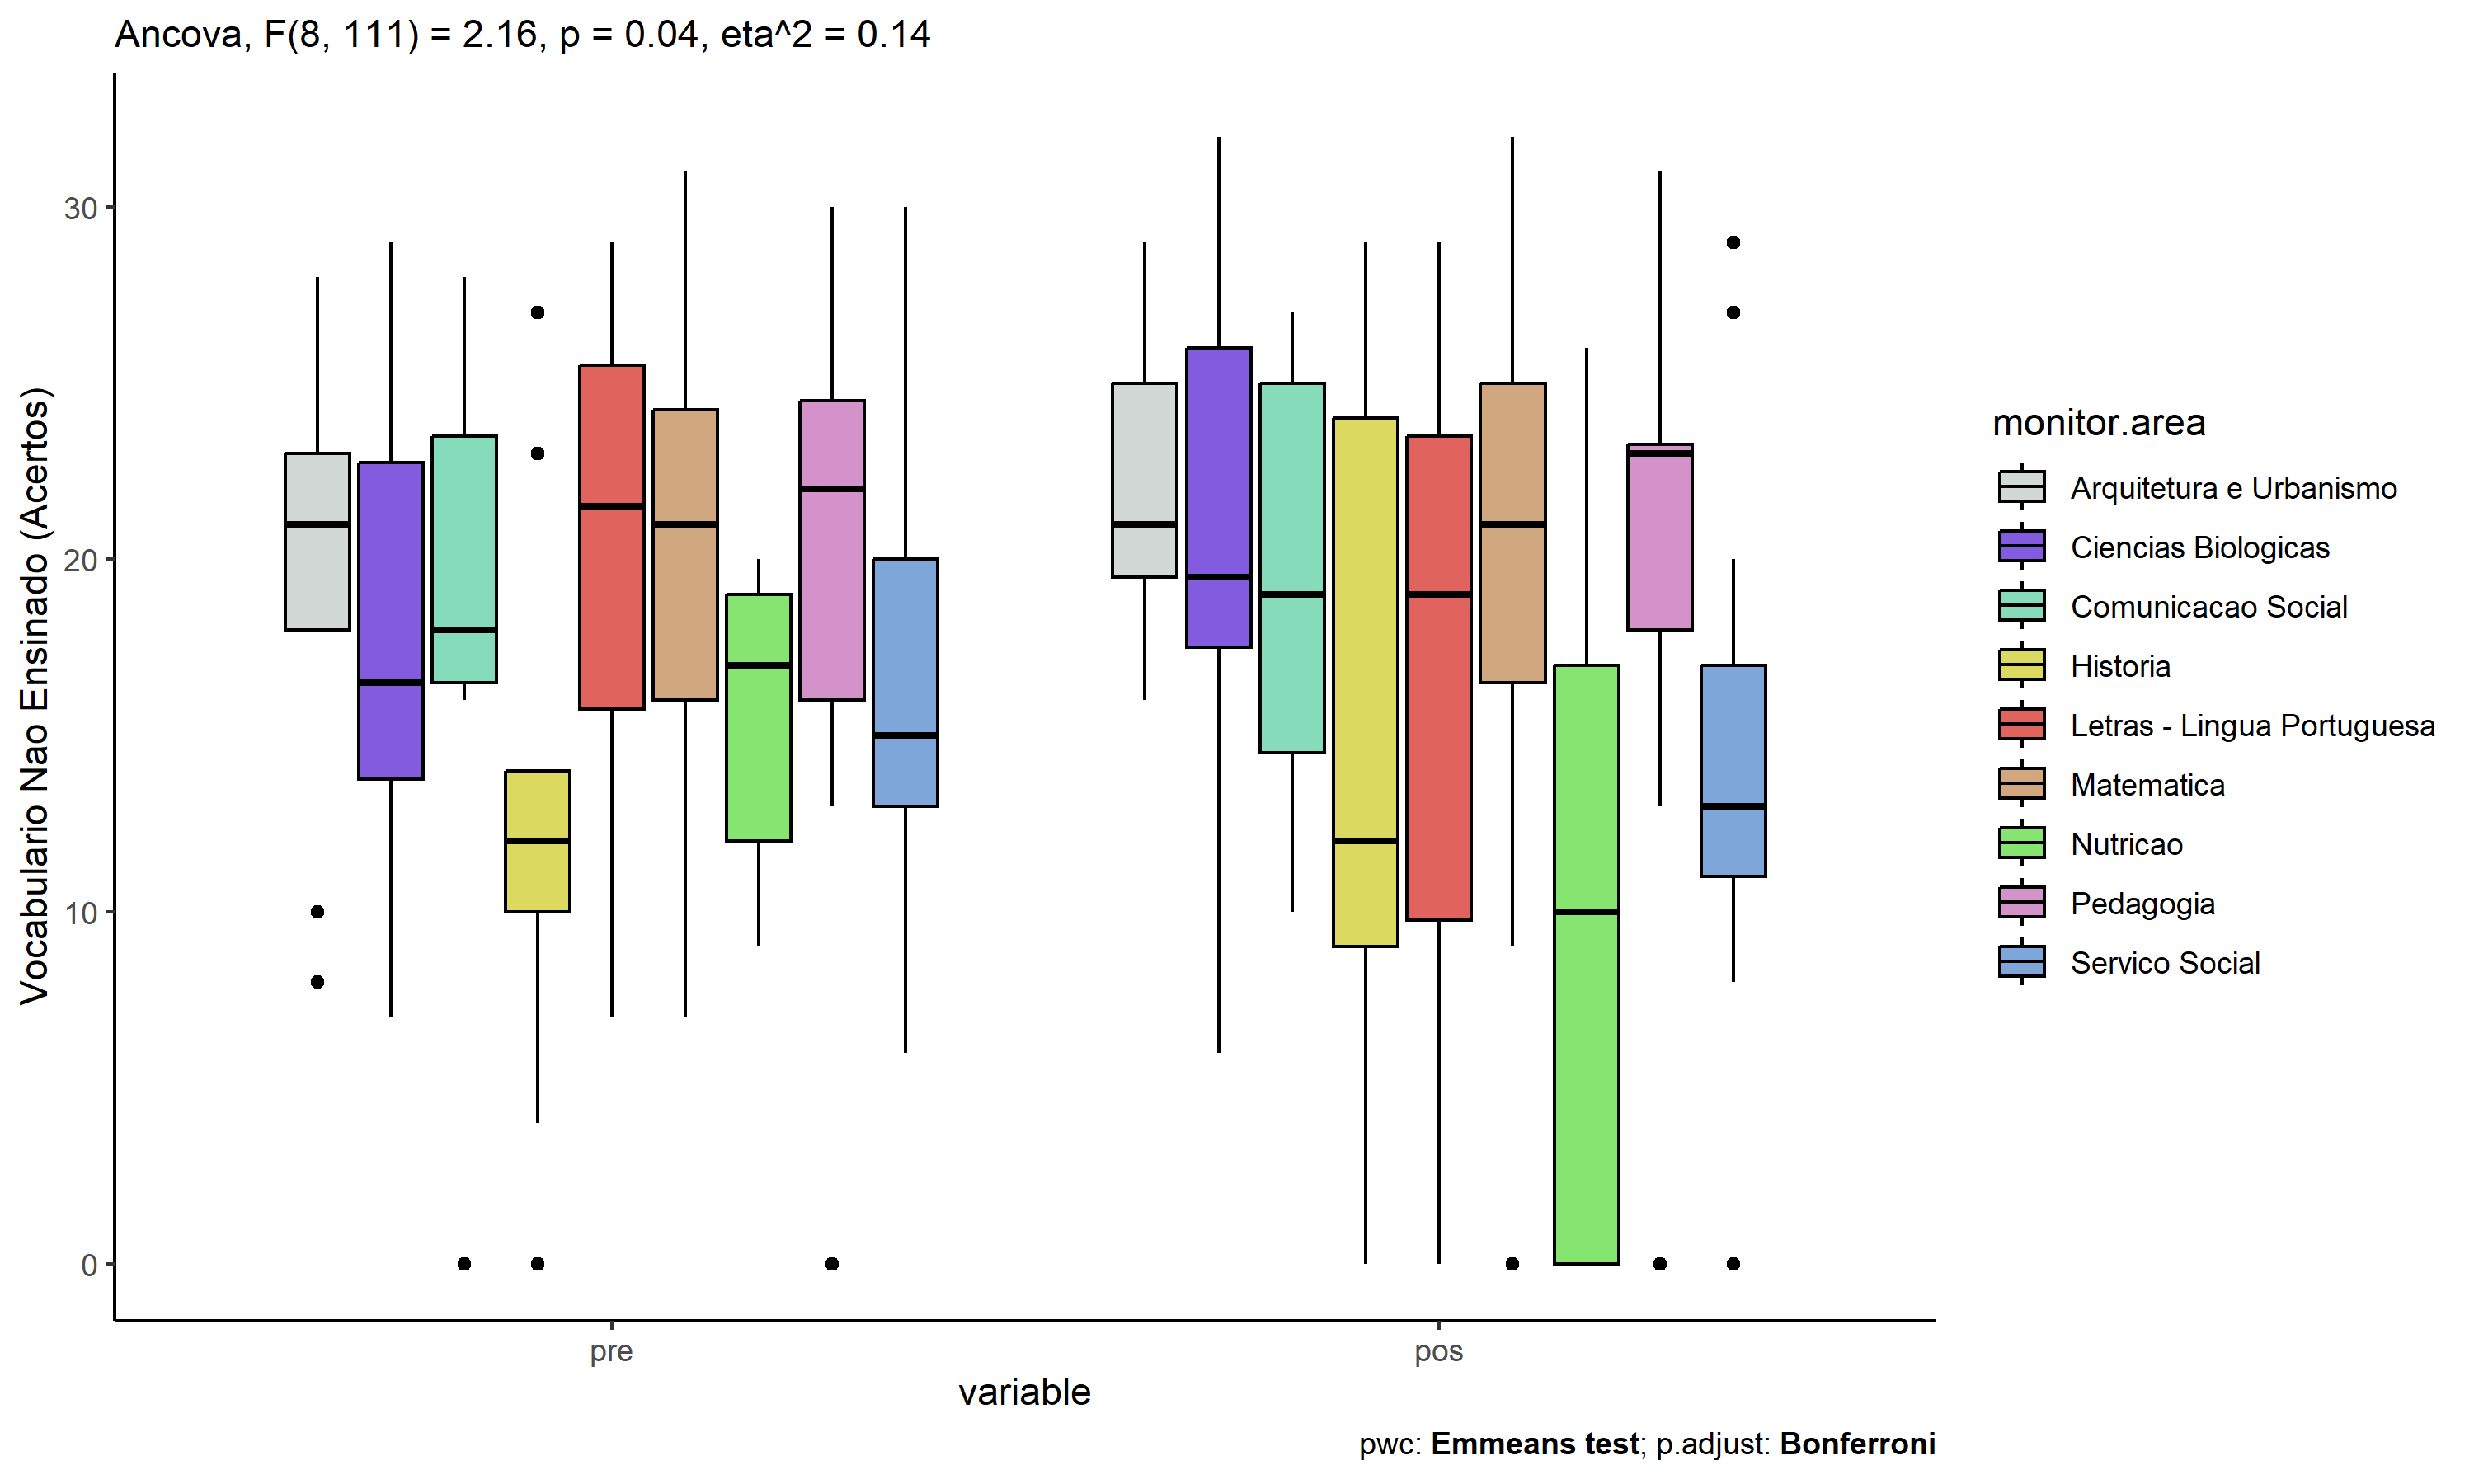 Ancova, F(8, 111) = 2.16, p = 0.04, eta^2 = 0.14
Vocabulario Nao Ensinado (Acertos)
30
20
10
0
pre
pos
variable
monitor.area
Arquitetura e Urbanismo
Ciencias Biologicas
Comunicacao Social
Historia
Letras - Lingua Portuguesa
Matematica
Nutricao
Pedagogia
Servico Social
pwc: Emmeans test; p.adjust: Bonferroni